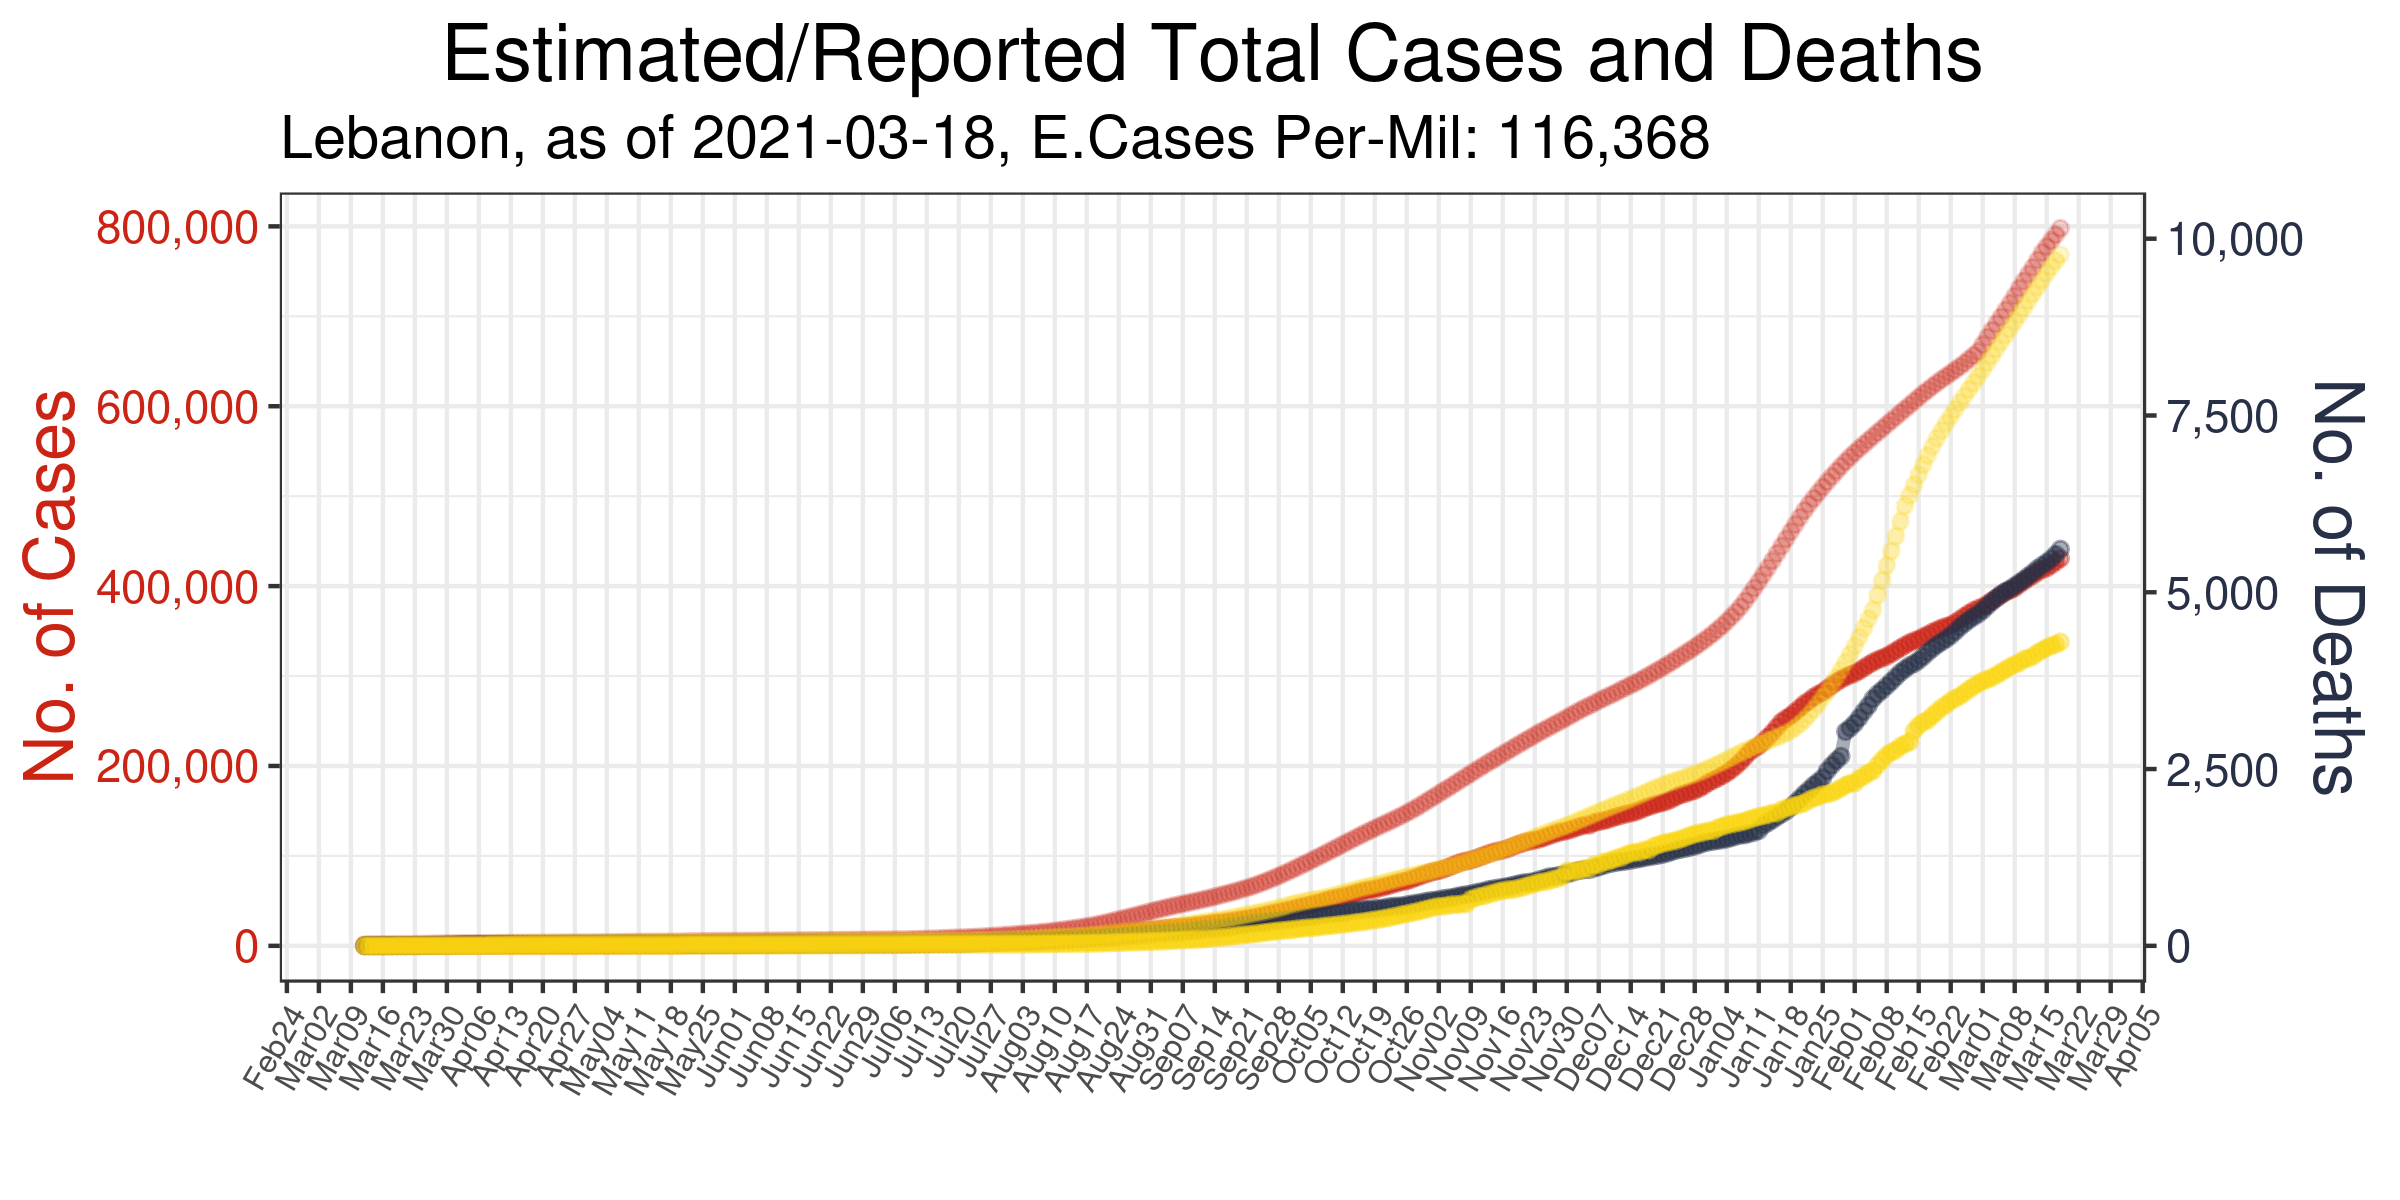 Estimated/Reported Total Cases and Deaths
Lebanon, as of 2021-03-18, E.Cases Per-Mil: 116,368
No. of Cases
800,000
600,000
400,000
200,000
0
10,000
7,500
5,000
2,500
0
No. of Deaths
Feb24 Mar02 Mar09 Mar16 Mar23 Mar30 Apr06 Apr13 Apr20 Apr27 May04 May11 May18 May25 Jun01 Jun08 Jun15 Jun22 Jun29 Jul06 Jul13 Jul20 Jul27 Aug03 Aug10 Aug17 Aug24 Aug31 Sep07 Sep14 Sep21 Sep28 Oct05 Oct12 Oct19 Oct26 Nov02 Nov09 Nov16 Nov23 Nov30 Dec07 Dec14 Dec21 Dec28 Jan04 Jan11 Jan18 Jan25 Feb01 Feb08 Feb15 Feb22 Mar01 Mar08 Mar15 Mar22 Mar29 Apr05